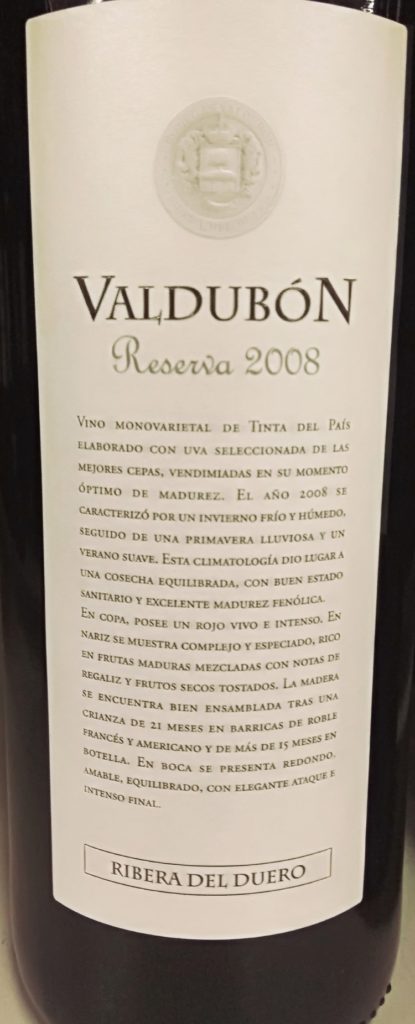 VALDUBÓN
Reserva 2008
VINO MONOVARIETAL DE TINTA DEL PAÍS
ELABORADO CON UVA SELECCIONADA DE LAS
MEJORES CEPAS, VENDIMIADAS EN SU MOMENTO
ÓPTIMO DE MADUREZ. EL AÑO 2008 SE
CARACTERIZÓ POR UN INVIERNO FRÍO Y HÚMEDO,
SEGUIDO DE UNA PRIMAVERA LLUVIOSA Y UN
VERANO SUAVE. ESTA CLIMATOLOGÍA DIO LUGAR A
UNA COSECHA EQUILIBRADA, CON BUEN ESTADO
SANITARIO Y EXCELENTE MADUREZ FENÓLICA.
EN COPA, POSEE UN ROJO VIVO E INTENSO. EN
NARIZ SE MUESTRA COMPLEJO Y ESPECIADO, RICO
EN FRUTAS MADURAS MEZCLADAS CON NOTAS DE
REGALIZ Y FRUTOS SECOS TOSTADOS. LA MADERA
SE ENCUENTRA BIEN ENSAMBLADA TRAS UNA
CRIANZA DE 21 MESES EN BARRICAS DE ROBLE
FRANCÉS Y AMERICANO Y DE MÁS DE 15 MESES EN
BOTELLA. EN BOCA SE PRESENTA REDONDO,
AMABLE, EQUILIBRADO, CON ELEGANTE ATAQUE E
INTENSO FINAL.
RIBERA DEL DUERO